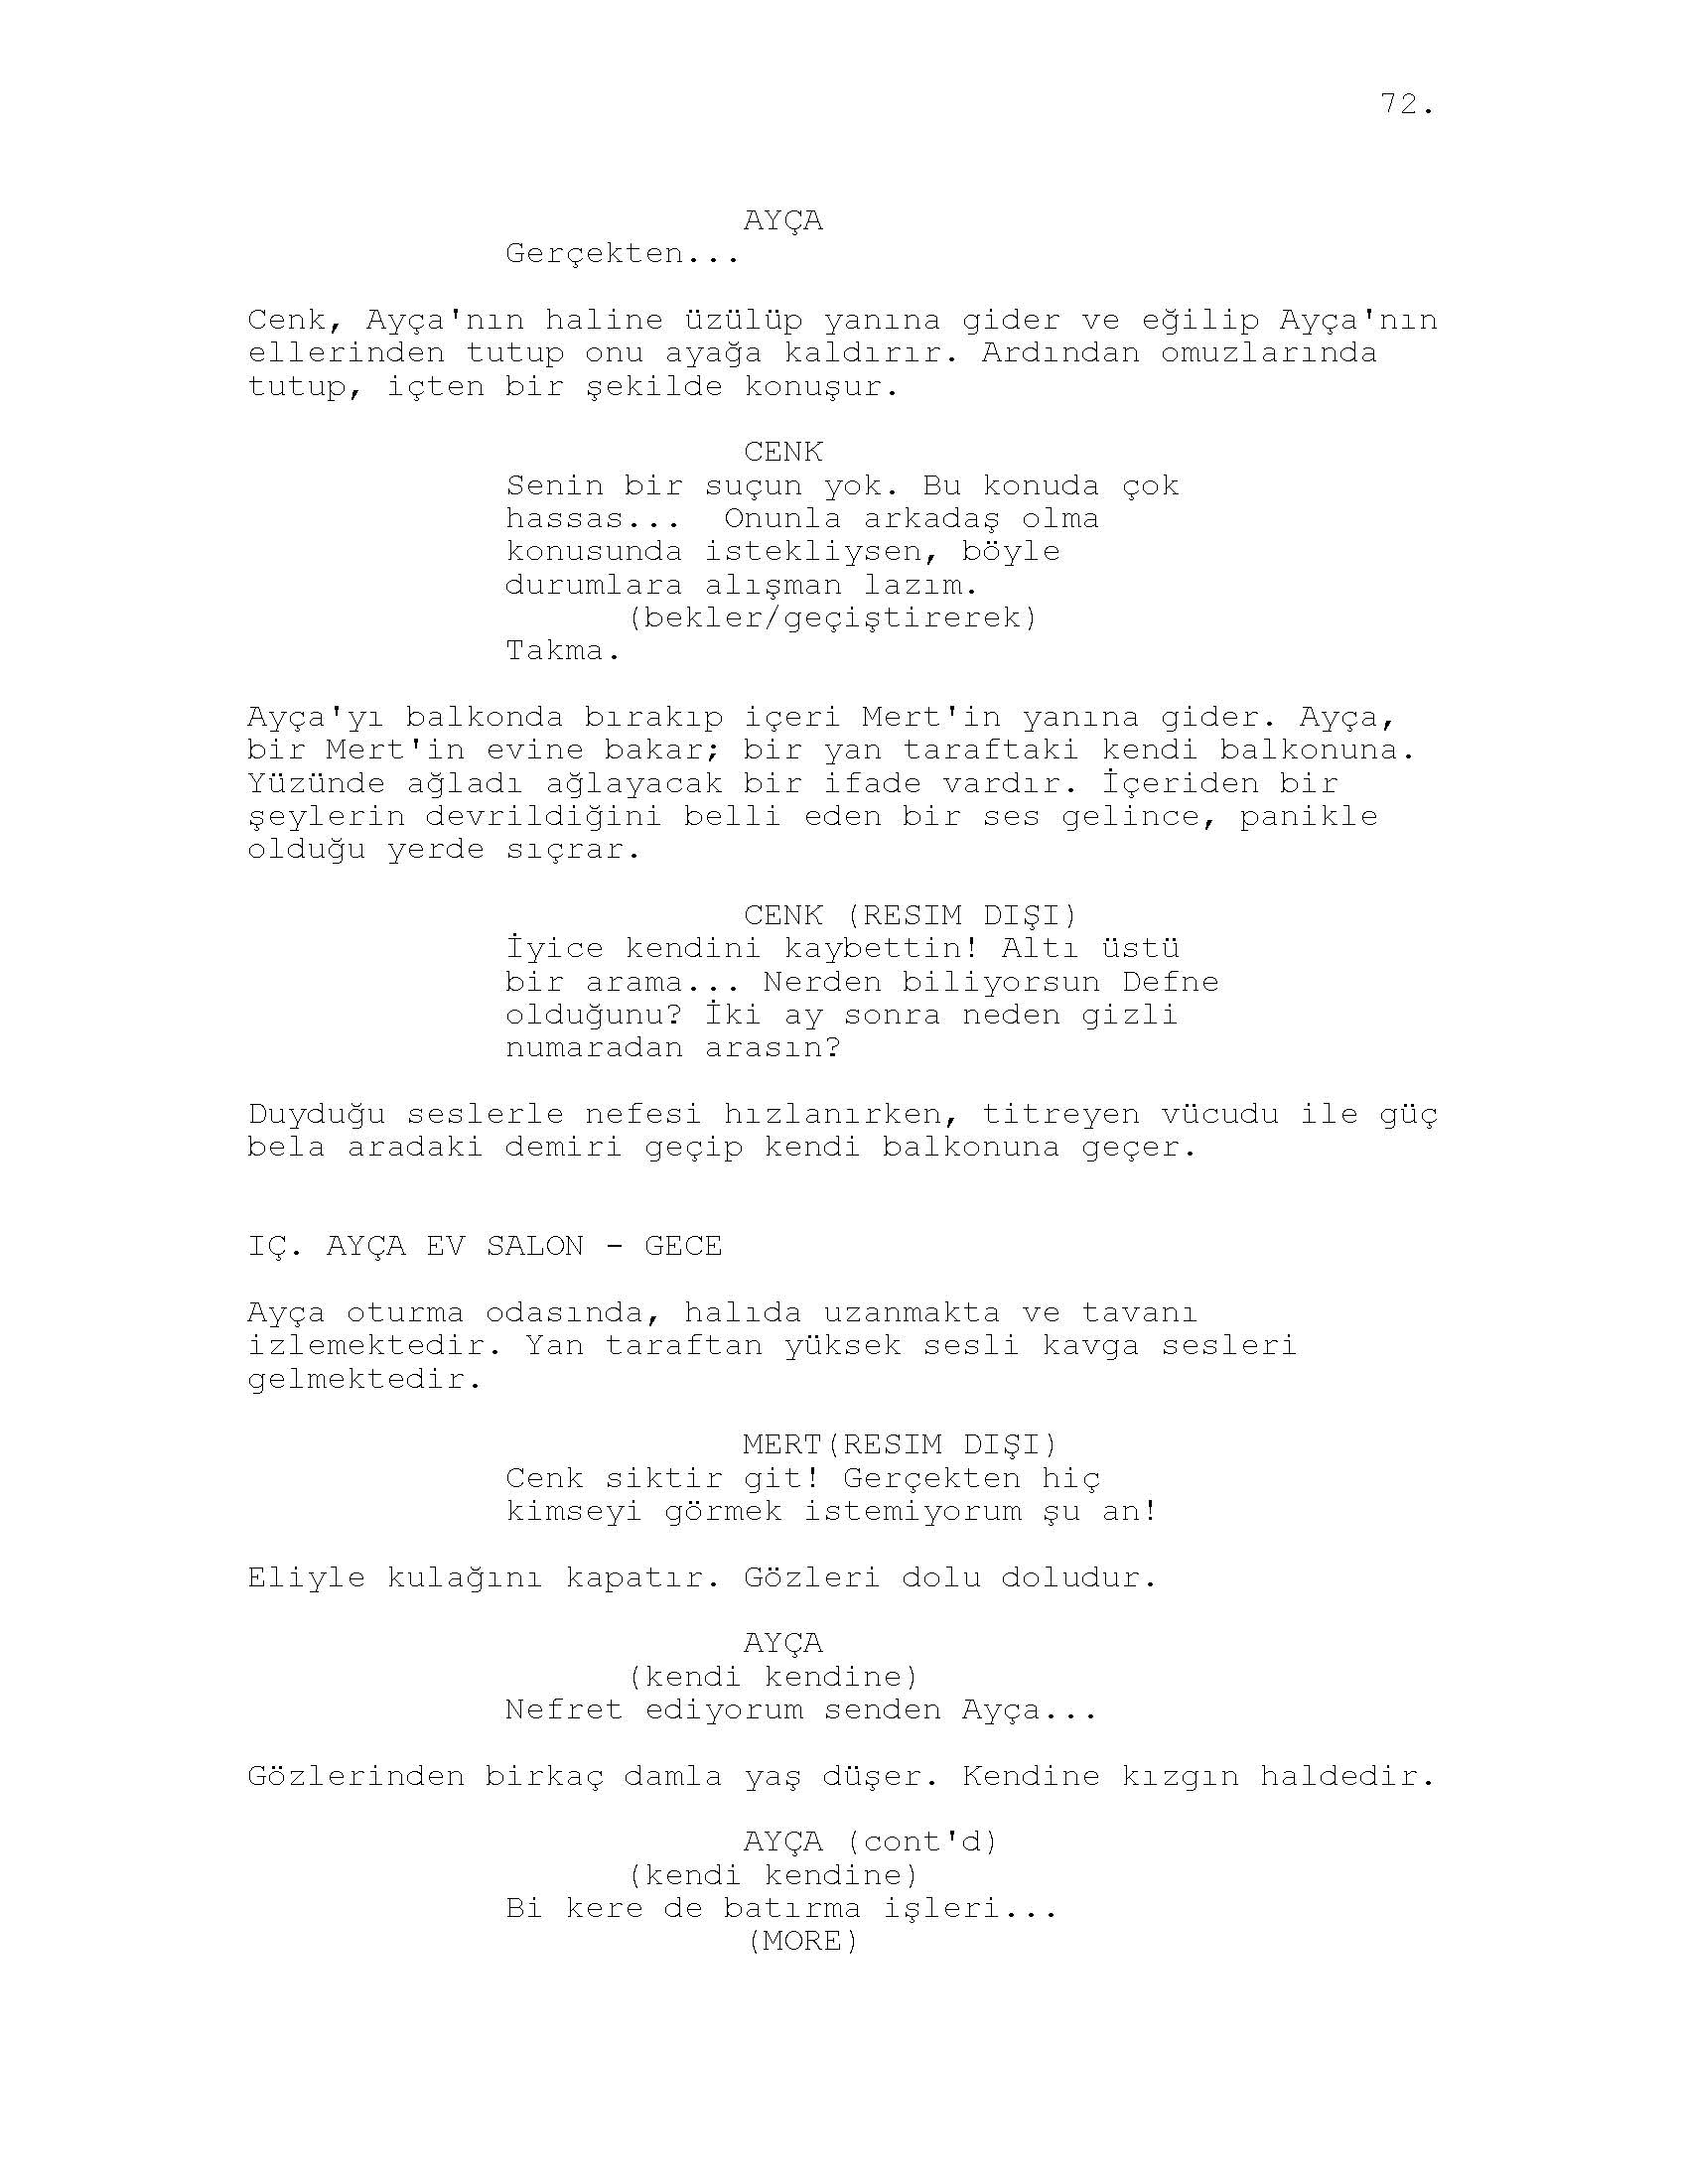 72.
AYÇA
Gerçekten...
Cenk, Ayça'nın haline üzülüp yanına gider ve eğilip Ayça'nın
ellerinden tutup onu ayağa kaldırır. Ardından omuzlarında
tutup, içten bir şekilde konuşur.
CENK
Senin bir suçun yok. Bu konuda çok
hassas...  Onunla arkadaş olma
konusunda istekliysen, böyle
durumlara alışman lazım.
(bekler/geçiştirerek)
Takma.
Ayça'yı balkonda bırakıp içeri Mert'in yanına gider. Ayça,
bir Mert'in evine bakar; bir yan taraftaki kendi balkonuna.
Yüzünde ağladı ağlayacak bir ifade vardır. İçeriden bir
şeylerin devrildiğini belli eden bir ses gelince, panikle
olduğu yerde sıçrar.
CENK (RESIM DIŞI)
İyice kendini kaybettin! Altı üstü
bir arama... Nerden biliyorsun Defne
olduğunu? İki ay sonra neden gizli
numaradan arasın?
Duyduğu seslerle nefesi hızlanırken, titreyen vücudu ile güç
bela aradaki demiri geçip kendi balkonuna geçer.
IÇ. AYÇA EV SALON - GECE
Ayça oturma odasında, halıda uzanmakta ve tavanı
izlemektedir. Yan taraftan yüksek sesli kavga sesleri
gelmektedir.
MERT(RESIM DIŞI)
Cenk siktir git! Gerçekten hiç
kimseyi görmek istemiyorum şu an!
Eliyle kulağını kapatır. Gözleri dolu doludur.
AYÇA
(kendi kendine)
Nefret ediyorum senden Ayça...
Gözlerinden birkaç damla yaş düşer. Kendine kızgın haldedir.
AYÇA (cont'd)
(kendi kendine)
Bi kere de batırma işleri...
(MORE)